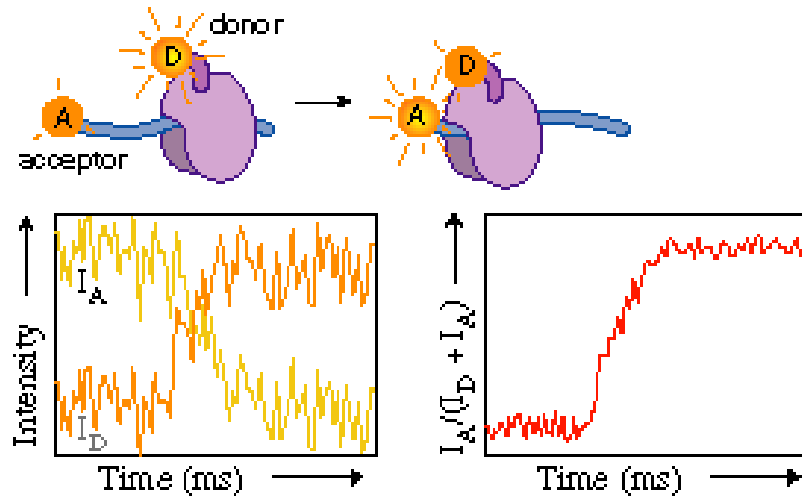 donor
D
A
acceptor
D
A
Intensity
I_A
I_D
Time (ms)
I_A/(I_D + I_A)
Time (ms)